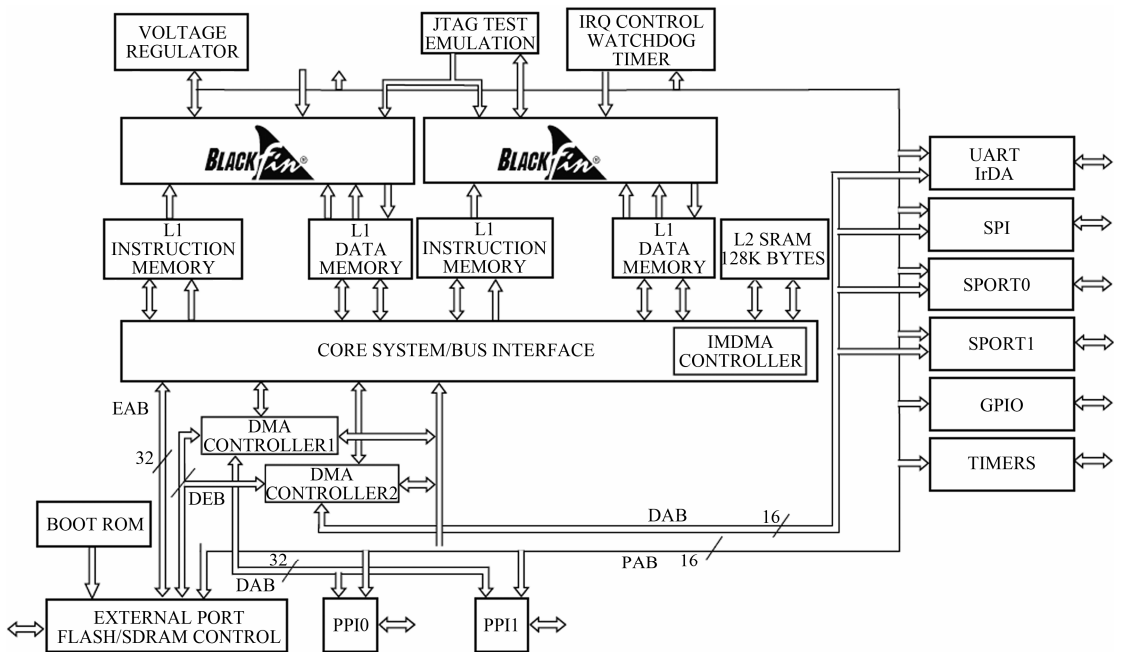 VOLTAGE
REGULATOR
JTAG TEST
EMULATION
IRQ CONTROL
WATCHDOG
TIMER
BLACKfin®
BLACKfin®
UART
IrDA
L1
INSTRUCTION
MEMORY
L1
DATA
MEMORY
L1
INSTRUCTION
MEMORY
L1
DATA
MEMORY
L2 SRAM
128K BYTES
SPI
SPORT0
CORE SYSTEM/BUS INTERFACE
IMDMA
CONTROLLER
SPORT1
EAB
GPIO
DMA
CONTROLLER1
32
TIMERS
DMA
CONTROLLER2
DEB
BOOT ROM
DAB
16
32
DAB
PAB
16
EXTERNAL PORT
FLASH/SDRAM CONTROL
PPI0
PPI1